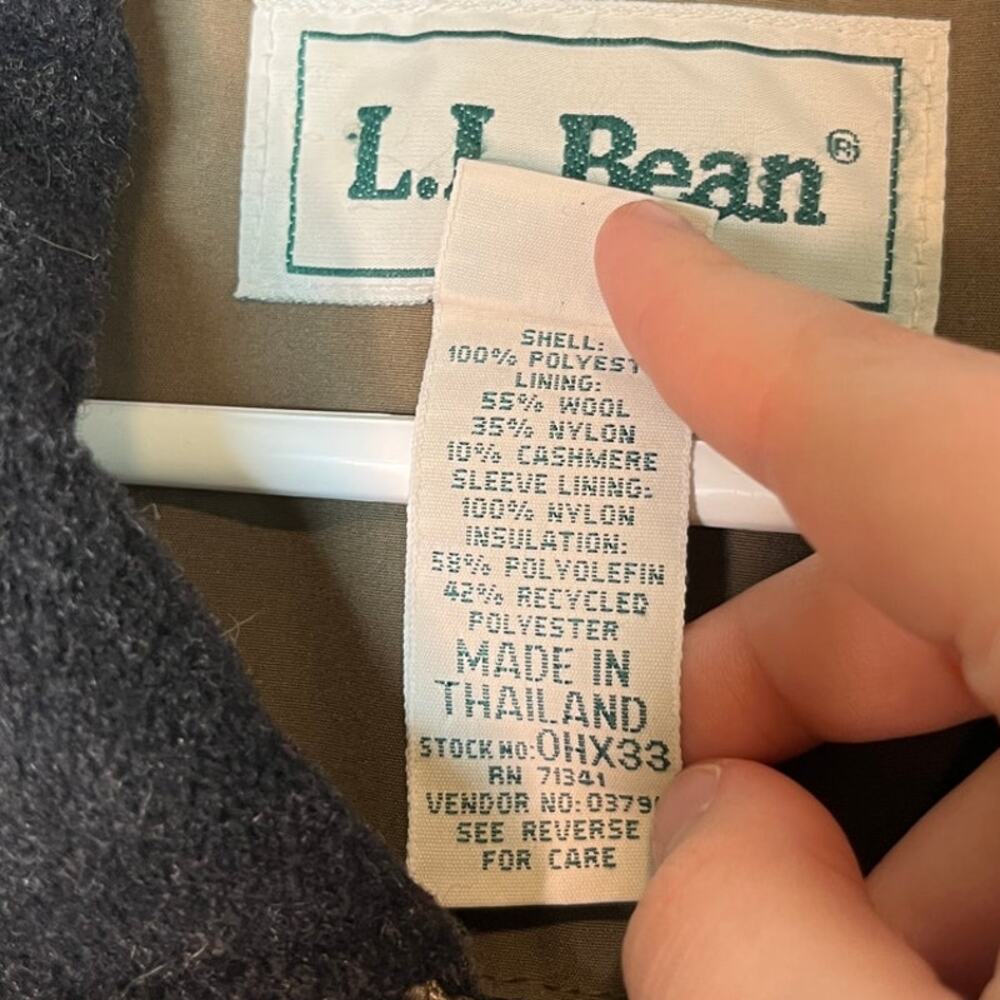 L.L. Bean®
SHELL:
100% POLYEST
LINING:
55% WOOL
35% NYLON
10% CASHMERE
SLEEVE LINING:
100% NYLON
INSULATION:
58% POLYOLEFIN
42% RECYCLED
POLYESTER
MADE IN
THAILAND
STOCK NO: 0HX33
RN 71341
VENDOR NO: 0379
SEE REVERSE
FOR CARE